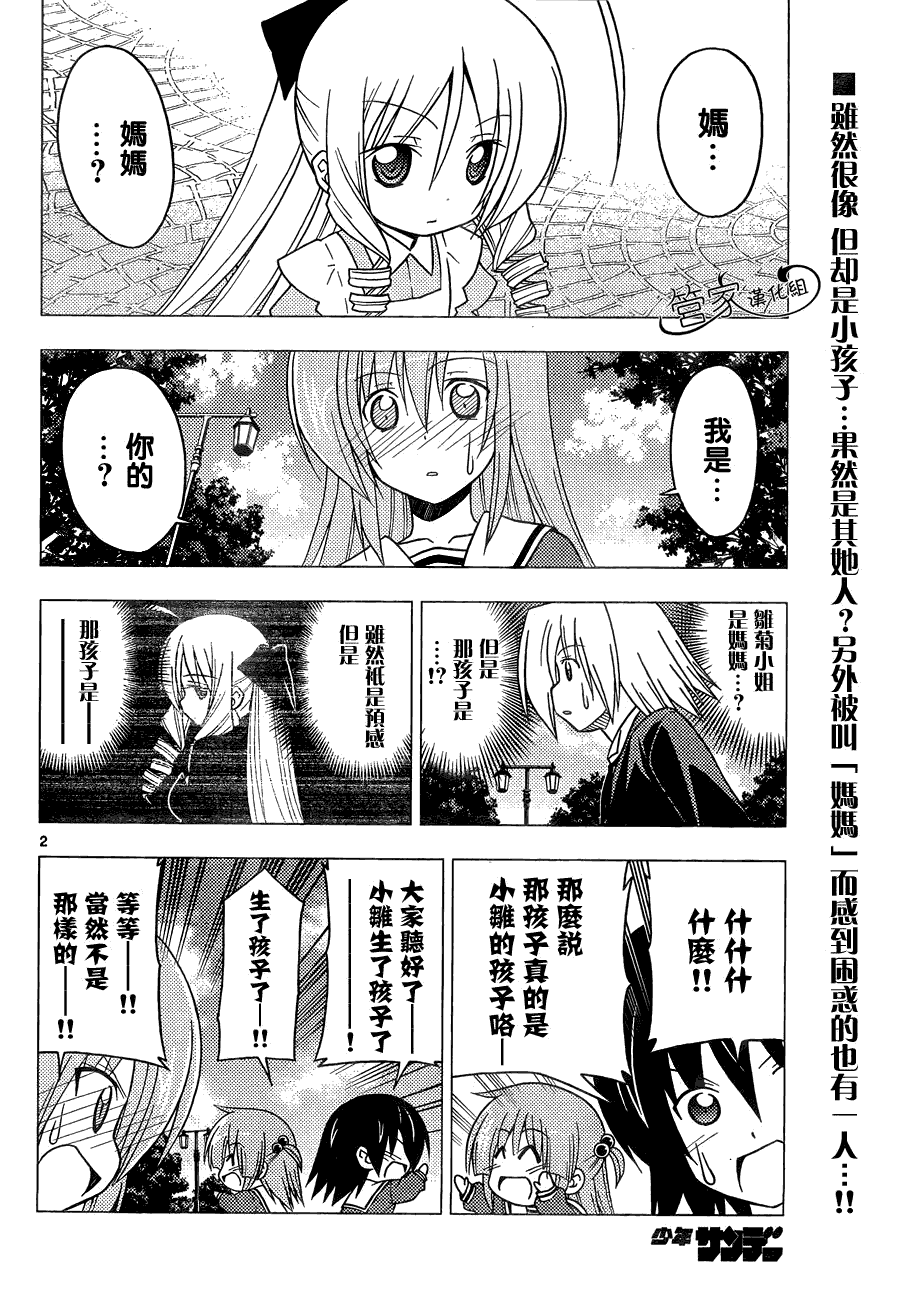 ■雖然很像 但却是小孩子…果然是其她人？另外被叫「媽媽」而感到困惑的也有一人…!!
媽…
媽媽
…?
管家漢化組
我是…
你的
…?
雛菊小姐
是媽媽…?
但是
那孩子是
……!?
雖然祇是預感
但是
那孩子是——
2
什什什
什麼!!
那麼說
那孩子真的是
小雛的孩子咯—
大家聽好了——
小雛生了孩子了——！
生了孩子了—!!
等等—!!
當然不是
那樣的—!!
少年サンデー